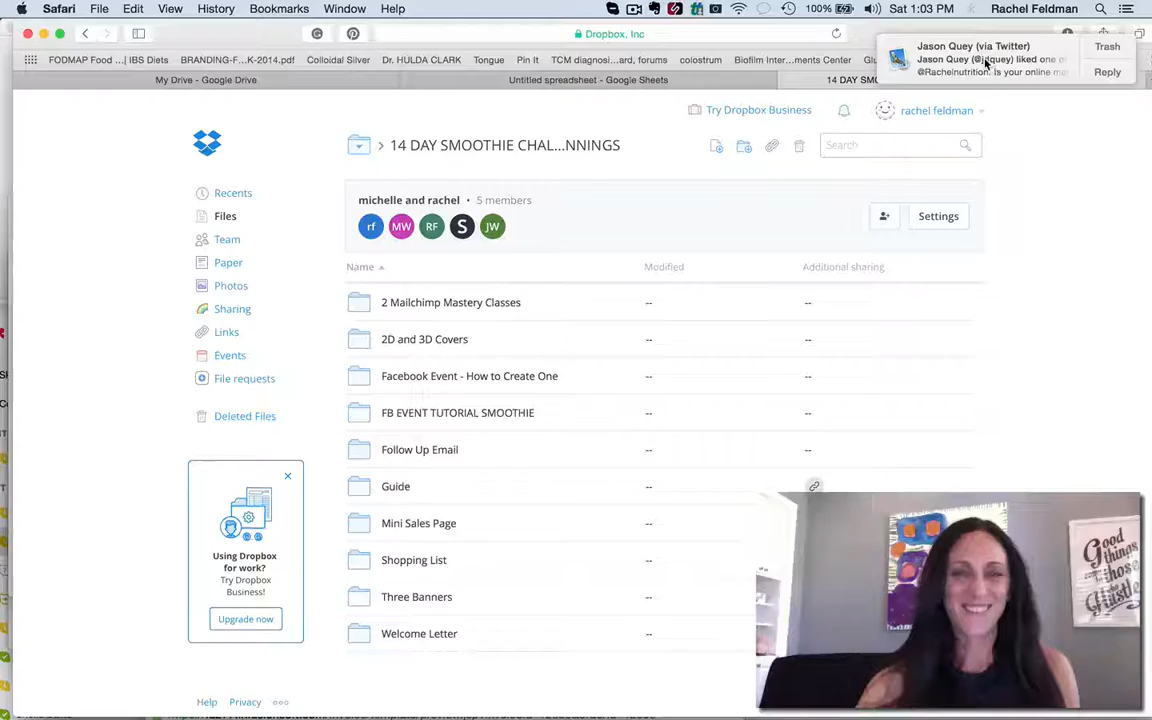 Safari File Edit View History Bookmarks Window Help 100% Sat 1:03 PM Rachel Feldman
Dropbox, Inc
FODMAP Food ...| IBS Diets BRANDING-F...K-2014.pdf Colloidal Silver Dr. HULDA CLARK Tongue Pin It TCM diagnosi...ard, forums colostrum Biofilm Inter...ments Center
My Drive - Google Drive Untitled spreadsheet - Google Sheets 14 DAY
Jason Quey (via Twitter) Trash
Jason Quey (@jdquey) liked one
@Rachelnutrition: Is your online Reply
Try Dropbox Business rachel feldman
14 DAY SMOOTHIE CHAL...NNINGS Search
Recents
Files
Team
Paper
Photos
Sharing
Links
Events
File requests
Deleted Files
michelle and rachel • 5 members
rf MW RF S JW Settings
Name Modified Additional sharing
2 Mailchimp Mastery Classes -- --
2D and 3D Covers -- --
Facebook Event - How to Create One -- --
FB EVENT TUTORIAL SMOOTHIE -- --
Follow Up Email -- --
Guide --
Mini Sales Page --
Shopping List --
Three Banners --
Welcome Letter --
Using Dropbox
for work?
Try Dropbox
Business!
Upgrade now
Help Privacy
Good
things
come to
those
who
Hustle